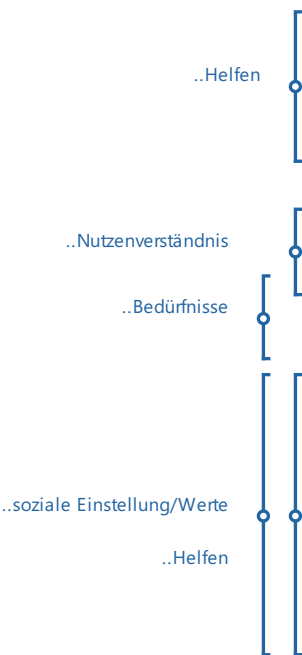 ..Helfen
..Nutzenverständnis
..Bedürfnisse
..soziale Einstellung/Werte
..Helfen